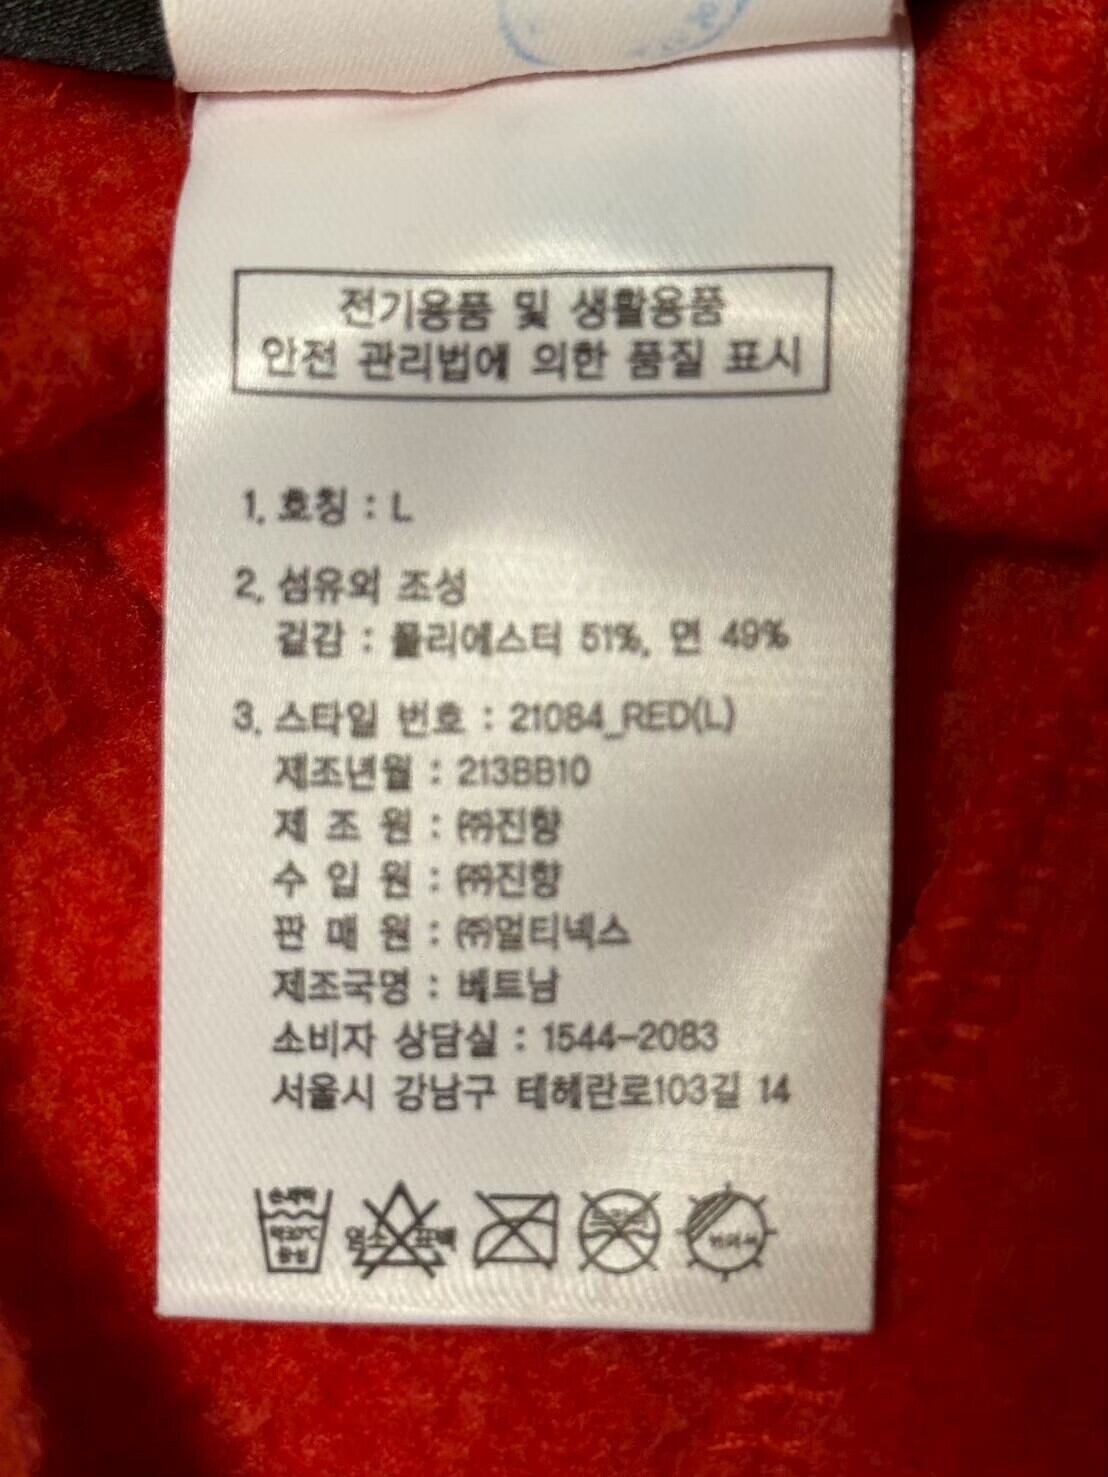 전기용품 및 생활용품
안전 관리법에 의한 품질 표시
1. 호칭 : L
2. 섬유의 조성
겉감 : 폴리에스터 51%, 면 49%
3. 스타일 번호 : 21084_RED(L)
제조년월 : 213BB10
제 조 원 : ㈜진향
수 입 원 : ㈜진향
판 매 원 : ㈜멀티넥스
제조국명 : 베트남
소비자 상담실 : 1544-2083
서울시 강남구 테헤란로103길 14
염소 표백